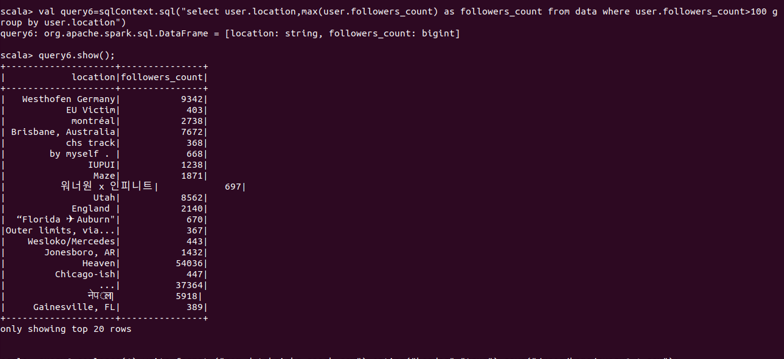 scala> val query6=sqlContext.sql("select user.location,max(user.followers_count) as followers_count from data where user.followers_count>100 g
roup by user.location")
query6: org.apache.spark.sql.DataFrame = [location: string, followers_count: bigint]
scala> query6.show();
+--------------------+---------------+
|            location|followers_count|
+--------------------+---------------+
|   Westhofen Germany|           9342|
|           EU Victim|            403|
|            montréal|           2738|
| Brisbane, Australia|           7672|
|           chs track|            368|
|        by myself . |            668|
|               IUPUI|           1238|
|                Maze|           1871|
|          워너원 x 인피니트|            697|
|                Utah|           8562|
|            England |           2140|
|  “Florida ✈Auburn"|            670|
|Outer limits, via...|            367|
|    Wesloko/Mercedes|            443|
|       Jonesboro, AR|           1432|
|              Heaven|          54036|
|         Chicago-ish|            447|
|                 ...|          37364|
|               नेपाल|           5918|
|     Gainesville, FL|            389|
+--------------------+---------------+
only showing top 20 rows